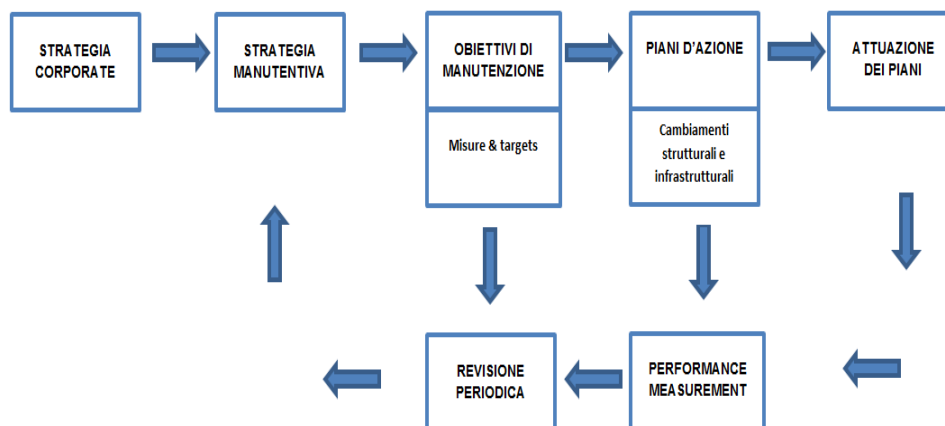 STRATEGIA
CORPORATE
STRATEGIA
MANUTENTIVA
OBIETTIVI DI
MANUTENZIONE
Misure & targets
PIANI D'AZIONE
Cambiamenti
strutturali e
infrastrutturali
ATTUAZIONE
DEI PIANI
REVISIONE
PERIODICA
PERFORMANCE
MEASUREMENT